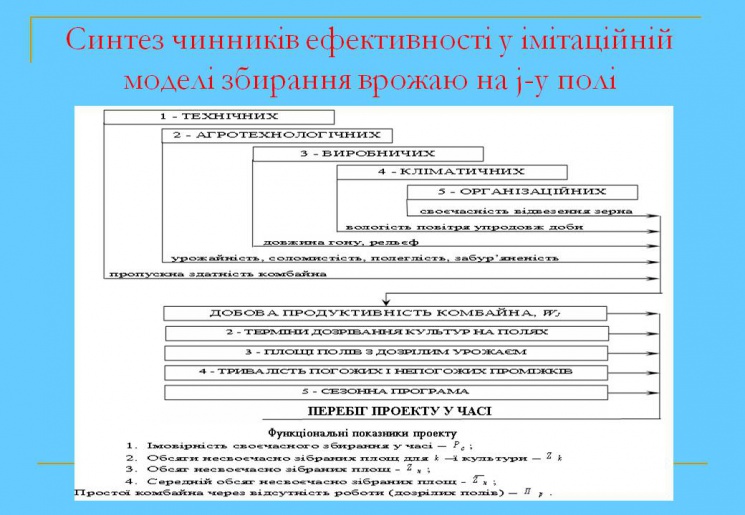 Синтез чинників ефективності у імітаційній
моделі збирання врожаю на j-у полі
1 - ТЕХНІЧНИХ
2 - АГРОТЕХНОЛОГІЧНИХ
3 - ВИРОБНИЧИХ
4 - КЛІМАТИЧНИХ
5 - ОРГАНІЗАЦІЙНИХ
своєчасність відвезення зерна
вологість повітря упродовж доби
довжина гону, рельєф
урожайність, соломистість, полеглість, забур’яненість
пропускна здатність комбайна
ДОБОВА ПРОДУКТИВНІСТЬ КОМБАЙНА,
2 - ТЕРМІНИ ДОЗРІВАННЯ КУЛЬТУР НА ПОЛЯХ
3 - ПЛОЩІ ПОЛІВ З ДОЗРІЛИМ УРОЖАЄМ
4 - ТРИВАЛІСТЬ ПОГОЖИХ І НЕПОГОЖИХ ПРОМІЖКІВ
5 - СЕЗОННА ПРОГРАМА
ПЕРЕБІГ ПРОЕКТУ У ЧАСІ
Функціональні показники проекту
1. Імовірність своєчасного збирання у часі – P_c ;
2. Обсяги несвоєчасно зібраних площ для k –ї культури – Z_k
3. Обсяг несвоєчасно зібраних площ - Z_н ;
4. Середній обсяг несвоєчасно зібраних площ - Z̅_н ;
Простої комбайна через відсутність роботи (дозрілих полів) – П_р .